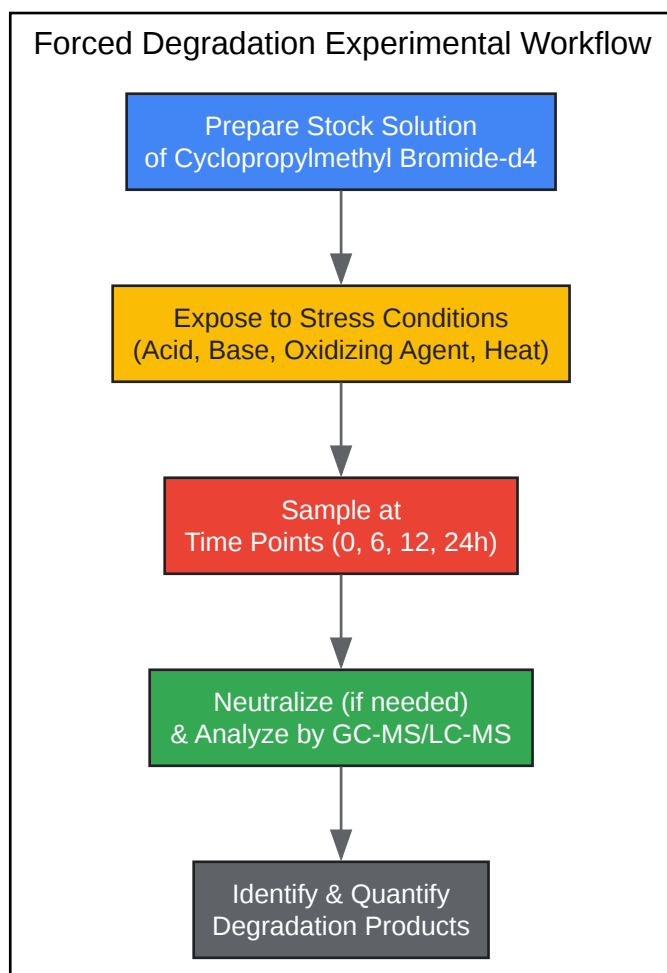 Forced Degradation Experimental Workflow
Prepare Stock Solution
of Cyclopropylmethyl Bromide-d4
Expose to Stress Conditions
(Acid, Base, Oxidizing Agent, Heat)
Sample at
Time Points (0, 6, 12, 24h)
Neutralize (if needed)
& Analyze by GC-MS/LC-MS
Identify & Quantify
Degradation Products